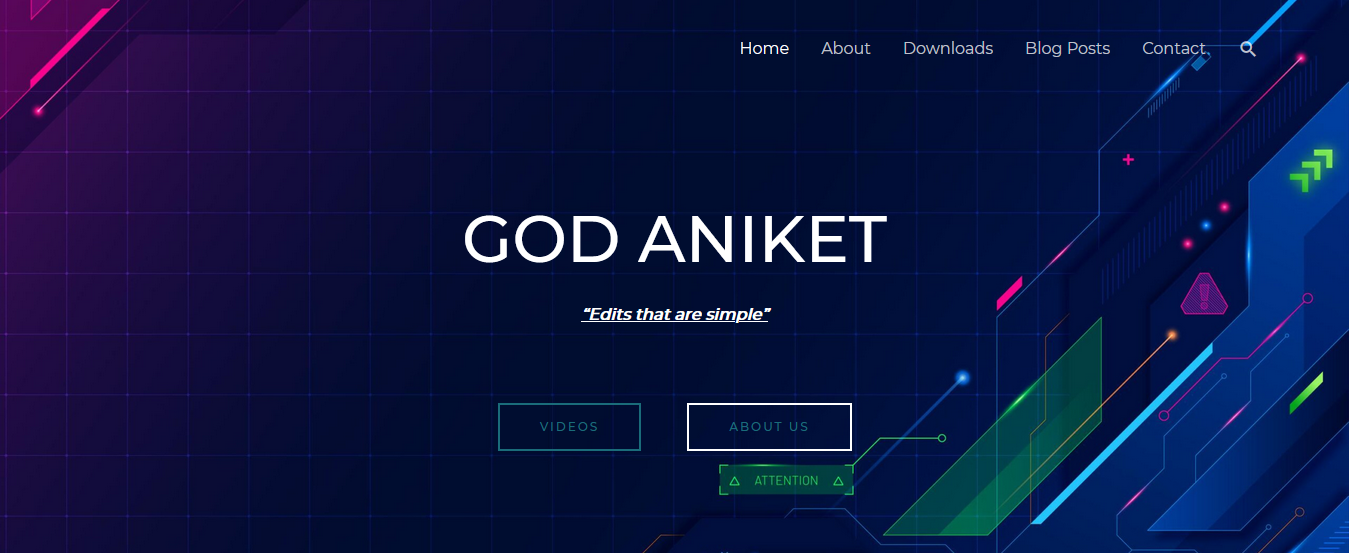 Home About Downloads Blog Posts Contact
GOD ANIKET
“Edits that are simple”
VIDEOS ABOUT US
ATTENTION